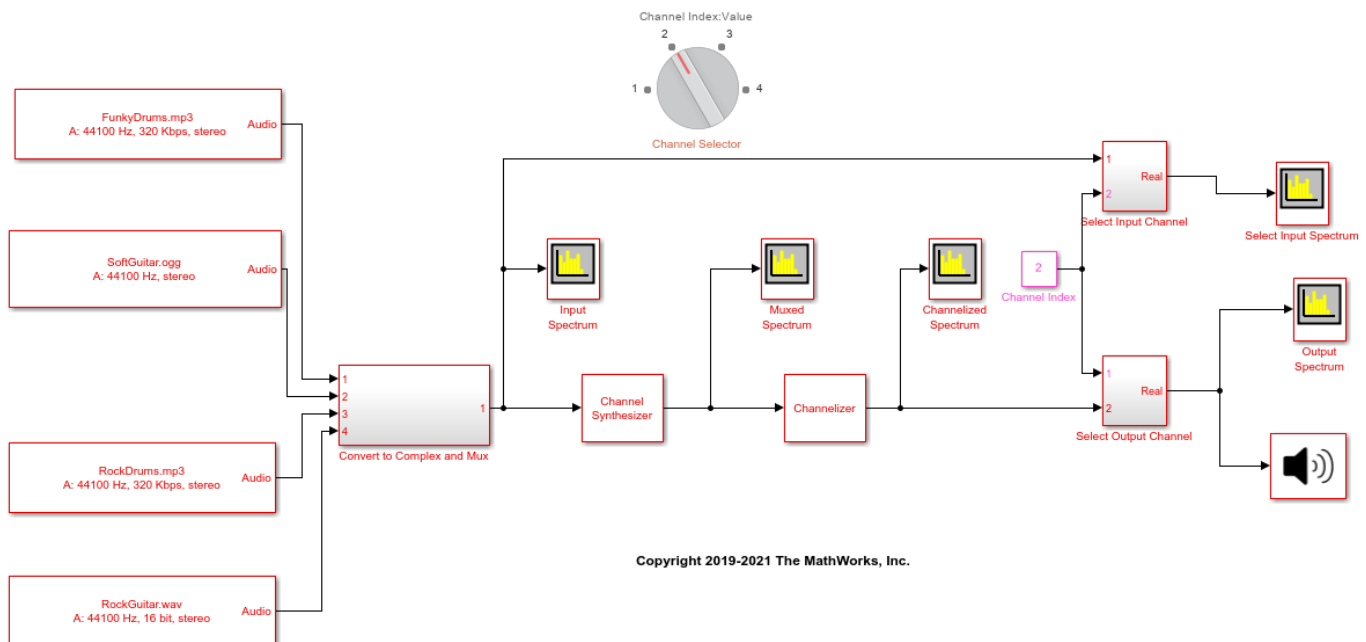 Channel Index:Value
2
3
1
4
Channel Selector
FunkyDrums.mp3
A: 44100 Hz, 320 Kbps, stereo
Audio
1
Real
2
Select Input Channel
Select Input Spectrum
SoftGuitar.ogg
A: 44100 Hz, stereo
Audio
Input
Spectrum
Muxed
Spectrum
Channelized
Spectrum
2
Channel Index
Output
Spectrum
1
2
3
4
1
Convert to Complex and Mux
Channel
Synthesizer
Channelizer
1
Real
2
Select Output Channel
RockDrums.mp3
A: 44100 Hz, 320 Kbps, stereo
Audio
Copyright 2019-2021 The MathWorks, Inc.
RockGuitar.wav
A: 44100 Hz, 16 bit, stereo
Audio